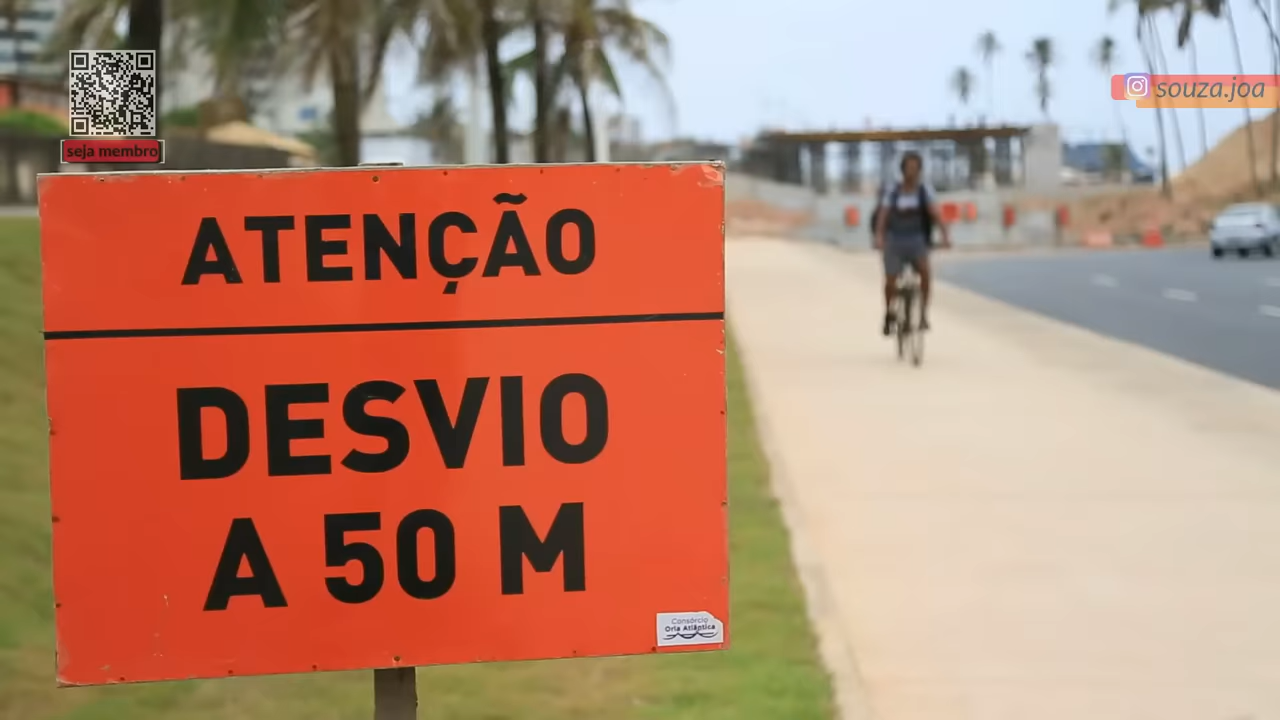 seja membro
souza.joa
ATENÇÃO
DESVIO
A 50 M
Consórcio
Orla Atlântica